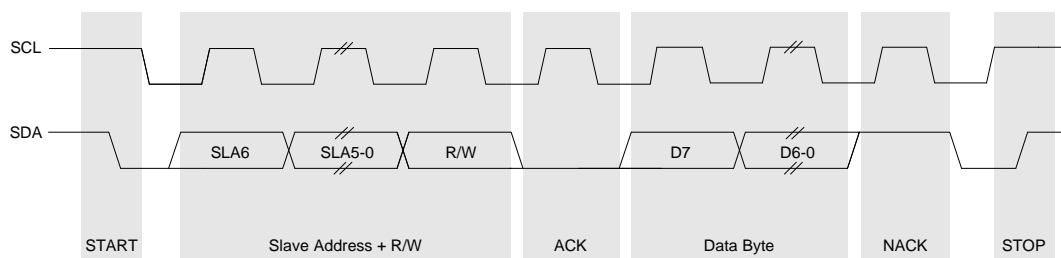 SCL
SDA
SLA6 SLA5-0 R/W D7 D6-0
START Slave Address + R/W ACK Data Byte NACK STOP